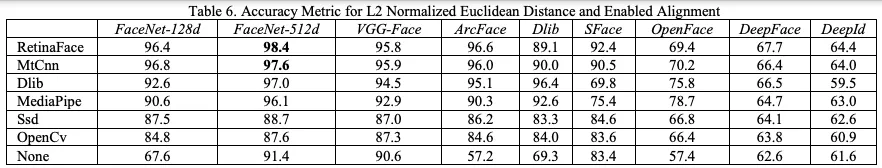 Table 6. Accuracy Metric for L2 Normalized Euclidean Distance and Enabled Alignment
FaceNet-128d FaceNet-512d VGG-Face ArcFace Dlib SFace OpenFace DeepFace DeepId
RetinaFace 96.4 98.4 95.8 96.6 89.1 92.4 69.4 67.7 64.4
MtCnn 96.8 97.6 95.9 96.0 90.0 90.5 70.2 66.4 64.0
Dlib 92.6 97.0 94.5 95.1 96.4 69.8 75.8 66.5 59.5
MediaPipe 90.6 96.1 92.9 90.3 92.6 75.4 78.7 64.7 63.0
Ssd 87.5 88.7 87.0 86.2 83.3 84.6 66.8 64.1 62.6
OpenCv 84.8 87.6 87.3 84.6 84.0 83.6 66.4 63.8 60.9
None 67.6 91.4 90.6 57.2 69.3 83.4 57.4 62.6 61.6